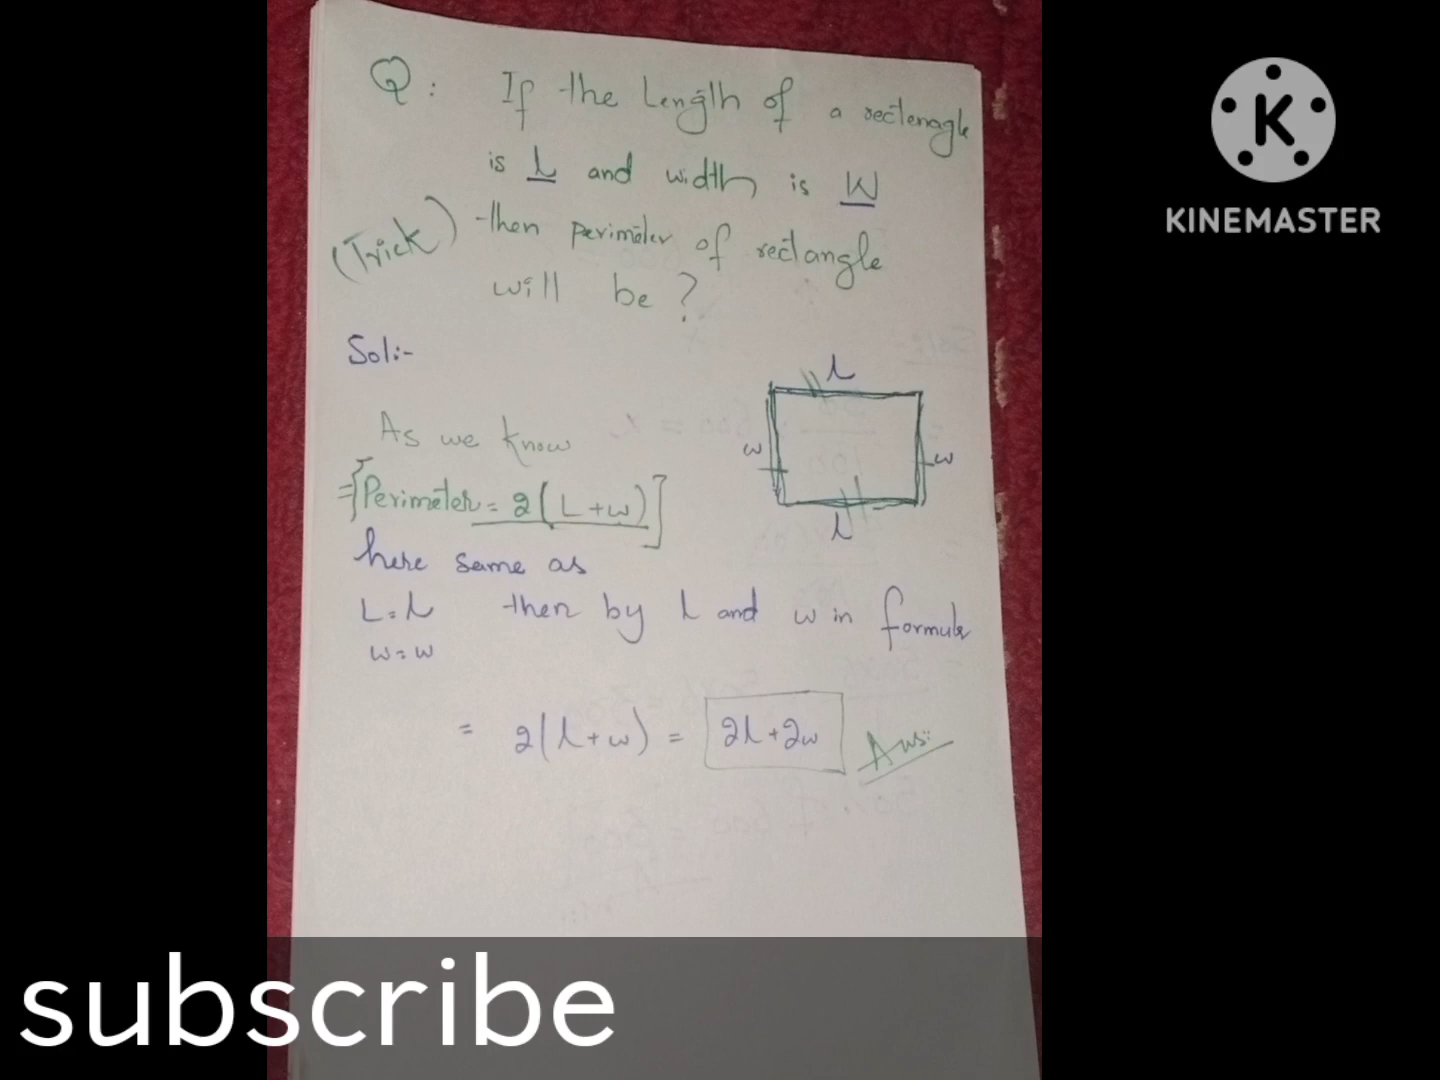 Q: If the Length of a rectenagle
is L and width is W
(Trick) then perimeter of rectangle
will be ?
Sol:-
L
w
w
L
As we know
=[Perimeter = 2(L+w)]
here same as
L=L then by L and w in formula
w=w
= 2(L+w) = 2L+2w Ans:
K
KINEMASTER
subscribe